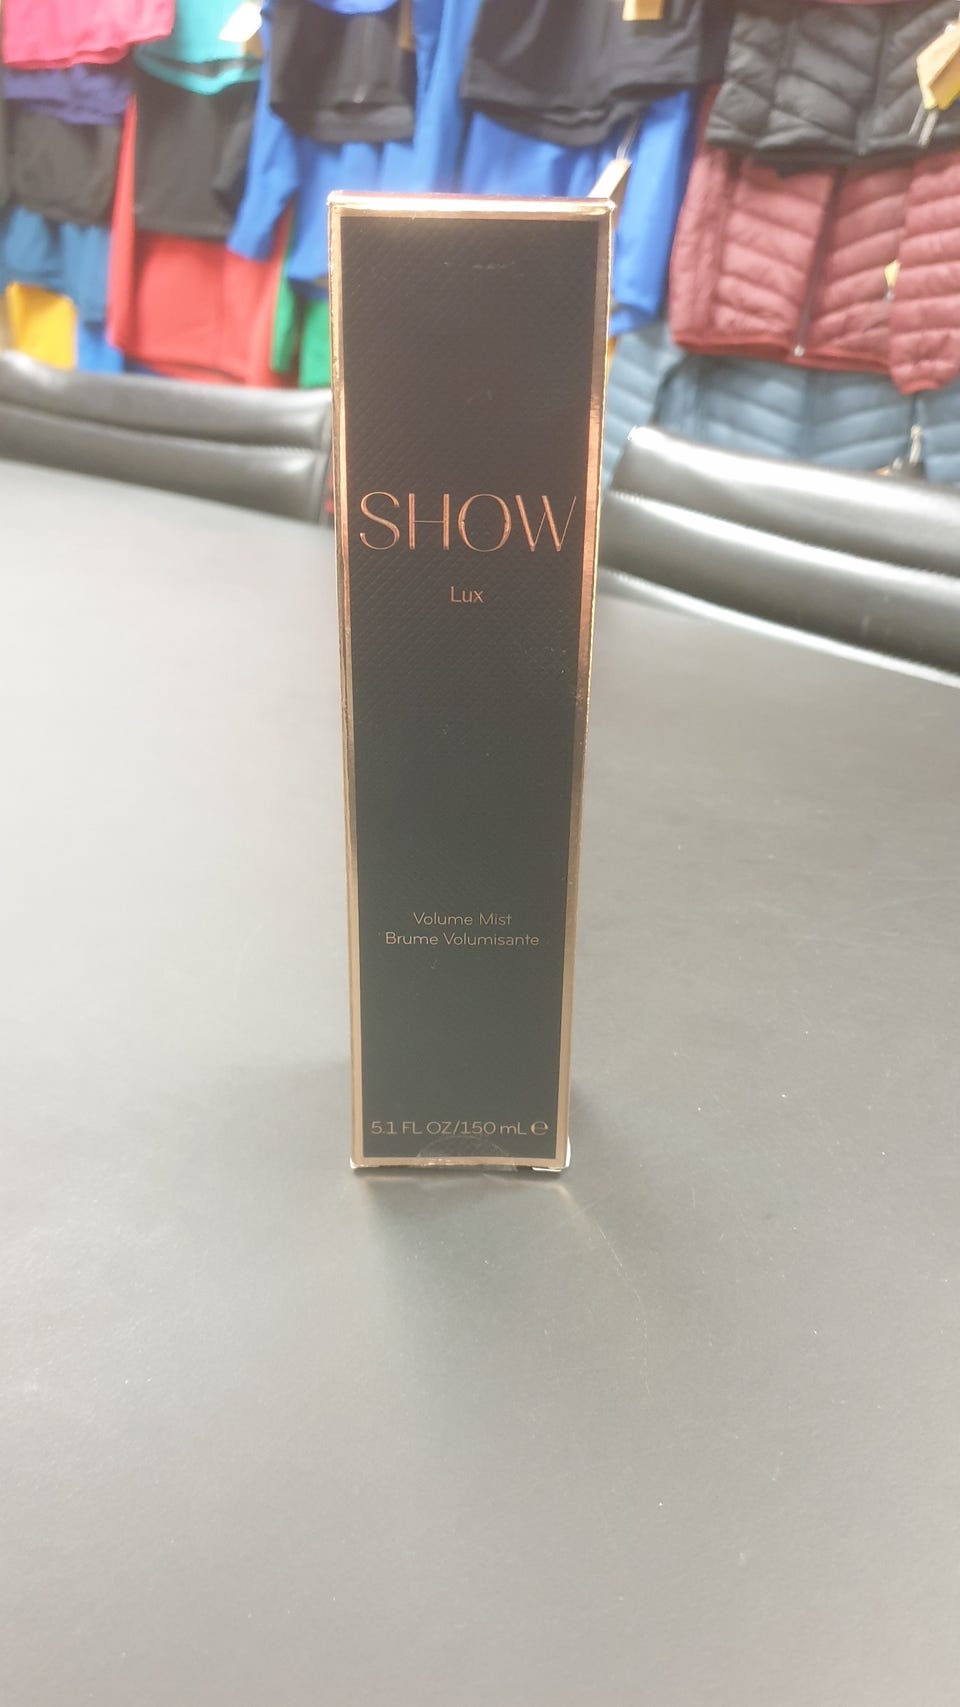 SHOW
Lux
Volume Mist
Brume Volumisante
5.1 FL OZ/150 mL ℮